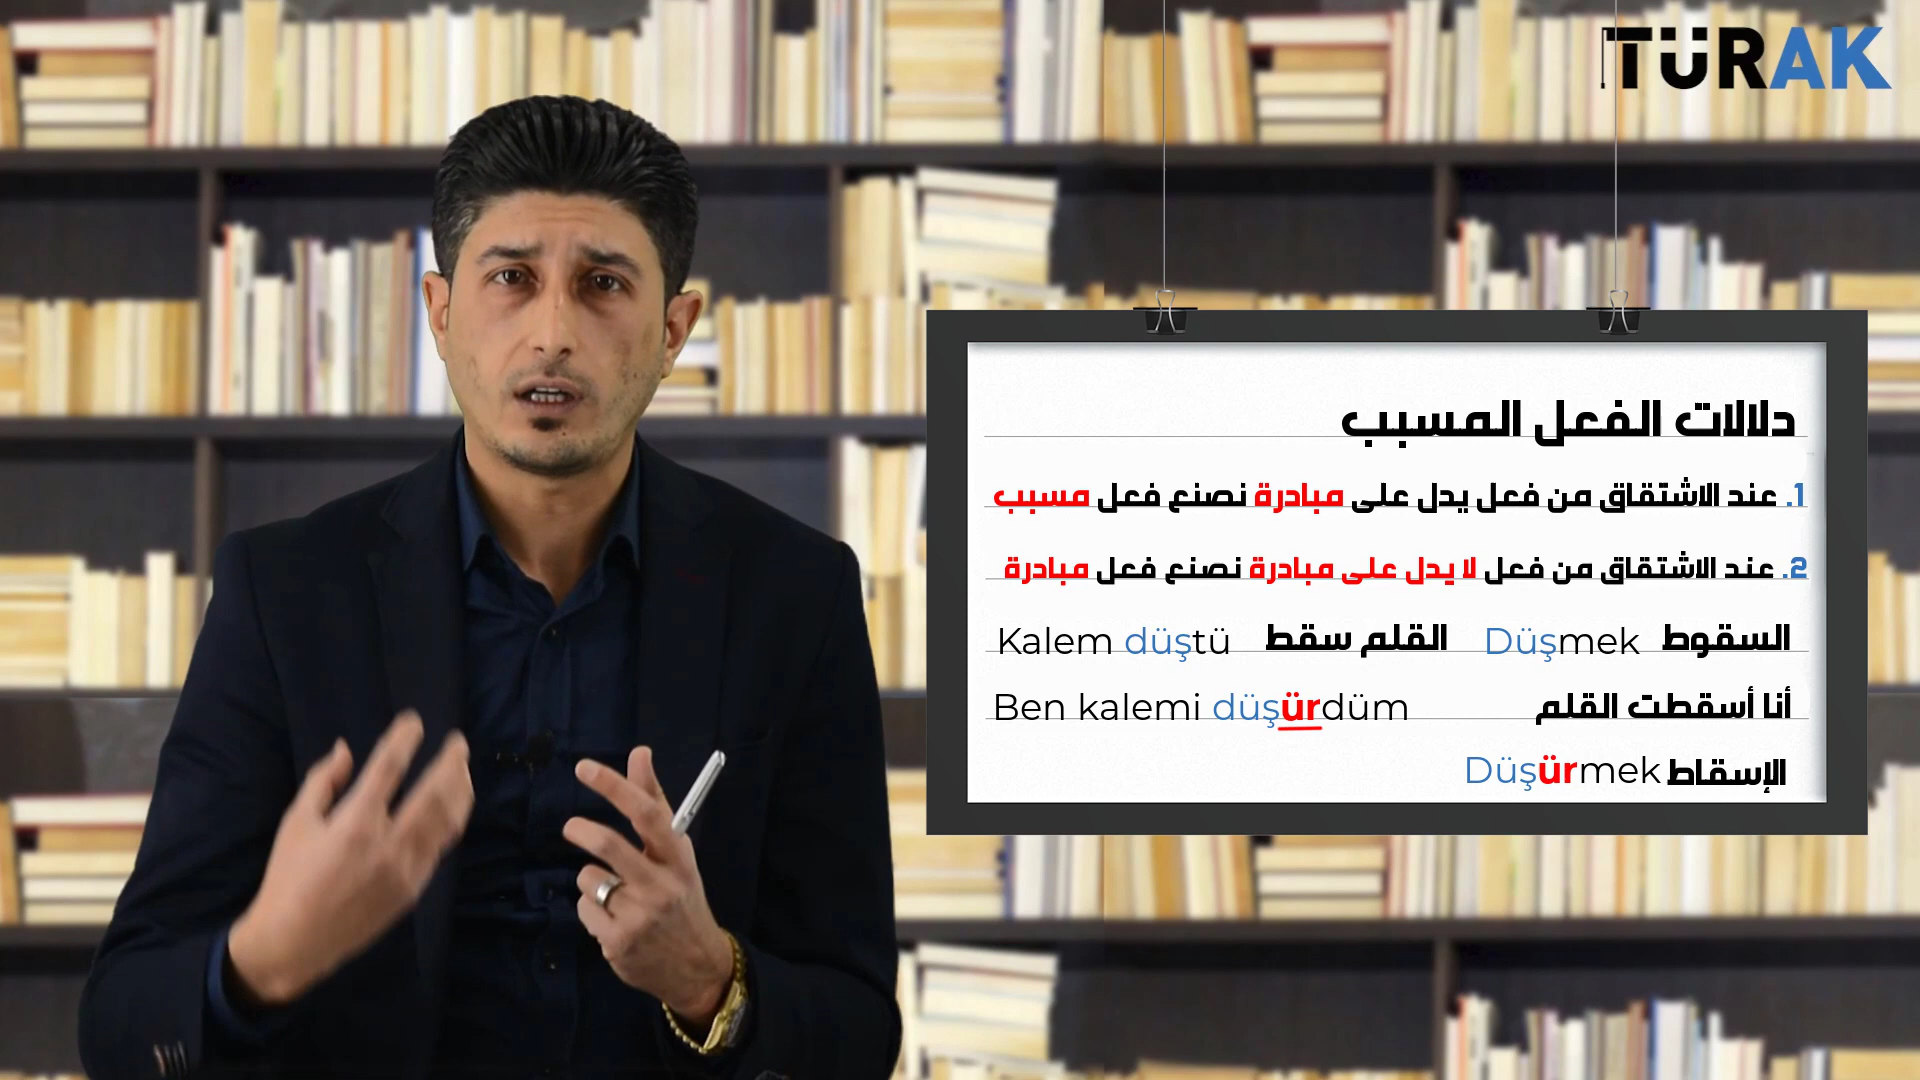 TÜRAK
دلالات الفعل المسبب
1. عند الاشتقاق من فعل يدل على مبادرة نصنع فعل مسبب
2. عند الاشتقاق من فعل لا يدل على مبادرة نصنع فعل مبادرة
السقوط Düşmek القلم سقط Kalem düştü
أنا أسقطت القلم Ben kalemi düşürdüm
الإسقاط Düşürmek